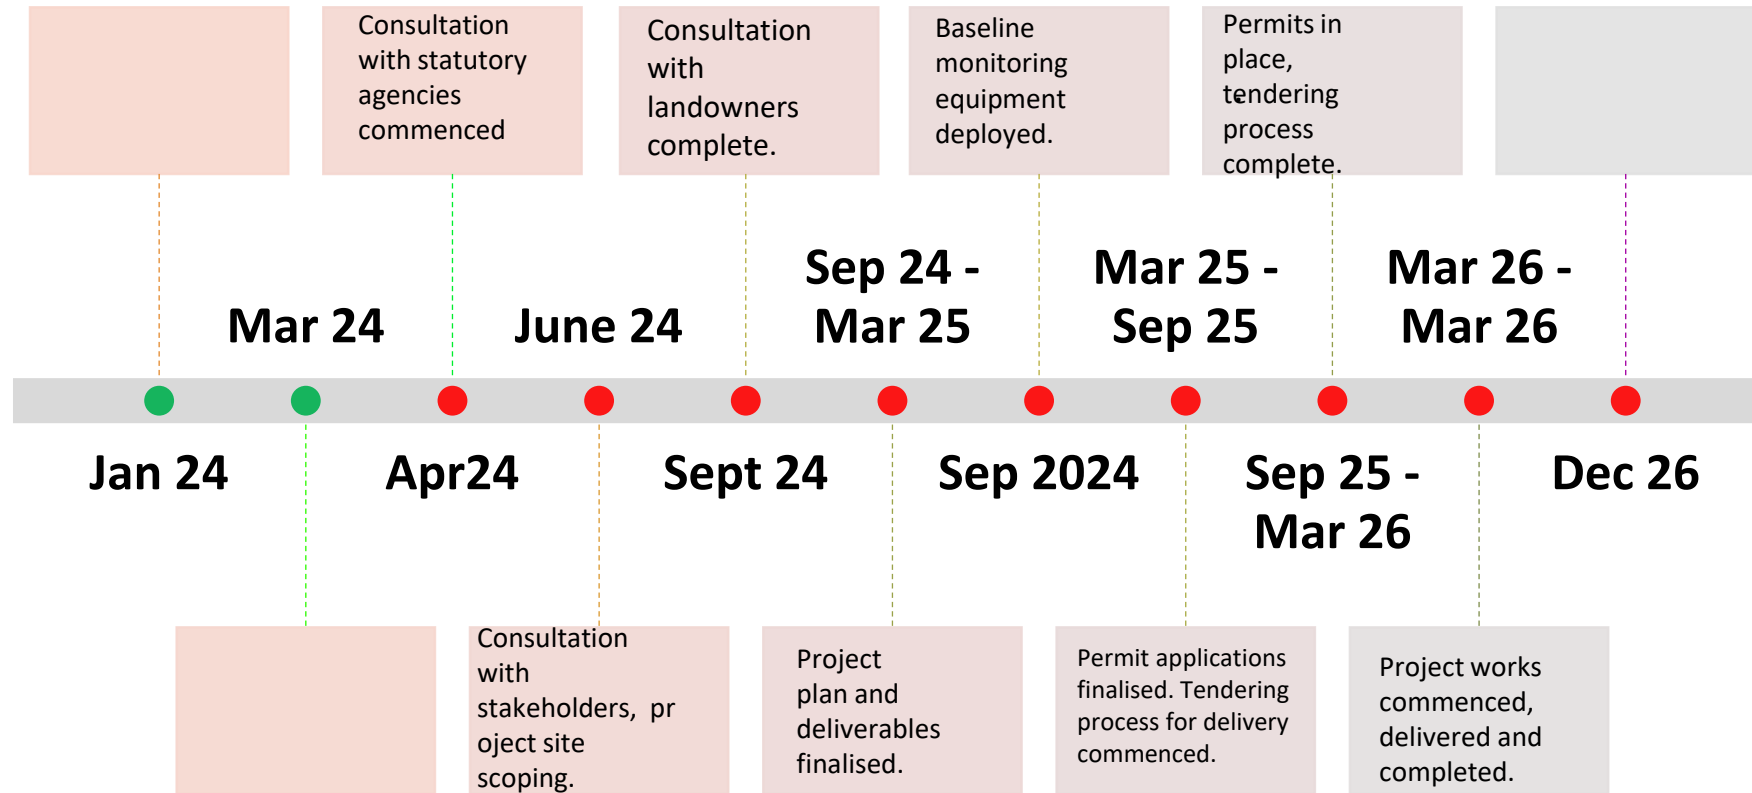 Consultation
with statutory
agencies
commenced
Consultation
with
landowners
complete.
Baseline
monitoring
equipment
deployed.
Permits in
place,
tendering
process
complete.
Mar 24
June 24
Sep 24 -
Mar 25
Mar 25 -
Sep 25
Mar 26 -
Mar 26
Jan 24
Apr24
Sept 24
Sep 2024
Sep 25 -
Mar 26
Dec 26
Consultation
with
stakeholders, pr
oject site
scoping.
Project
plan and
deliverables
finalised.
Permit applications
finalised. Tendering
process for delivery
commenced.
Project works
commenced,
delivered and
completed.